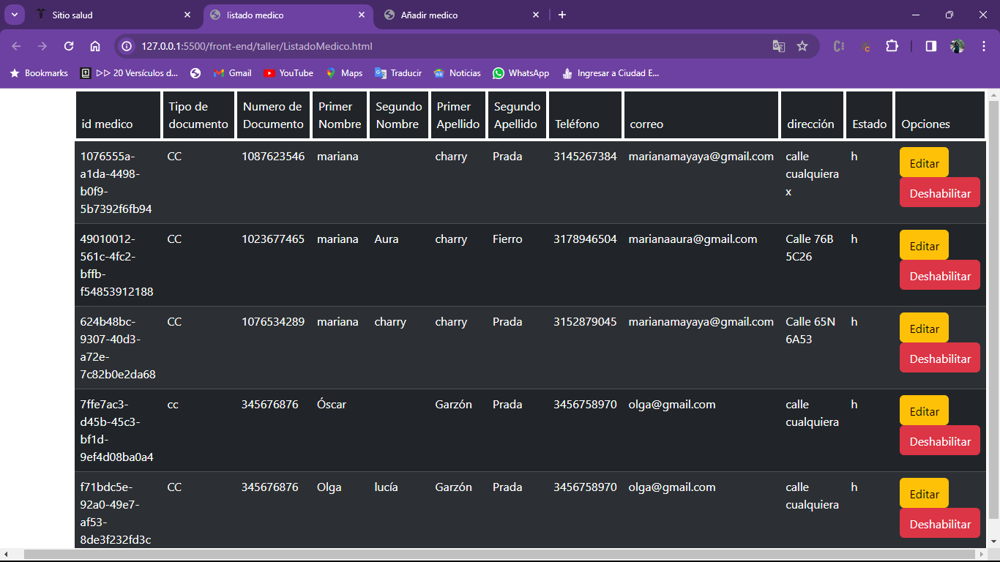 Sitio salud
listado medico
Añadir medico
127.0.0.1:5500/front-end/taller/ListadoMedico.html
Bookmarks
▷▷ 20 Versículos d...
Gmail
YouTube
Maps
Traducir
Noticias
WhatsApp
Ingresar a Ciudad E...
id medico
Tipo de
documento
Numero de
Documento
Primer
Nombre
Segundo
Nombre
Primer
Apellido
Segundo
Apellido
Teléfono
correo
dirección
Estado
Opciones
1076555a-
a1da-4498-
b0f9-
5b7392f6fb94
CC
1087623546
mariana
charry
Prada
3145267384
marianamayaya@gmail.com
calle
cualquiera
x
h
Editar
Deshabilitar
49010012-
561c-4fc2-
bffb-
f54853912188
CC
1023677465
mariana
Aura
charry
Fierro
3178946504
marianaaura@gmail.com
Calle 76B
5C26
h
Editar
Deshabilitar
624b48bc-
9307-40d3-
a72e-
7c82b0e2da68
CC
1076534289
mariana
charry
charry
Prada
3152879045
marianamayaya@gmail.com
Calle 65N
6A53
h
Editar
Deshabilitar
7ffe7ac3-
d45b-45c3-
bf1d-
9ef4d08ba0a4
cc
345676876
Óscar
Garzón
Prada
3456758970
olga@gmail.com
calle
cualquiera
h
Editar
Deshabilitar
f71bdc5e-
92a0-49e7-
af53-
8de3f232fd3c
CC
345676876
Olga
lucía
Garzón
Prada
3456758970
olga@gmail.com
calle
cualquiera
h
Editar
Deshabilitar